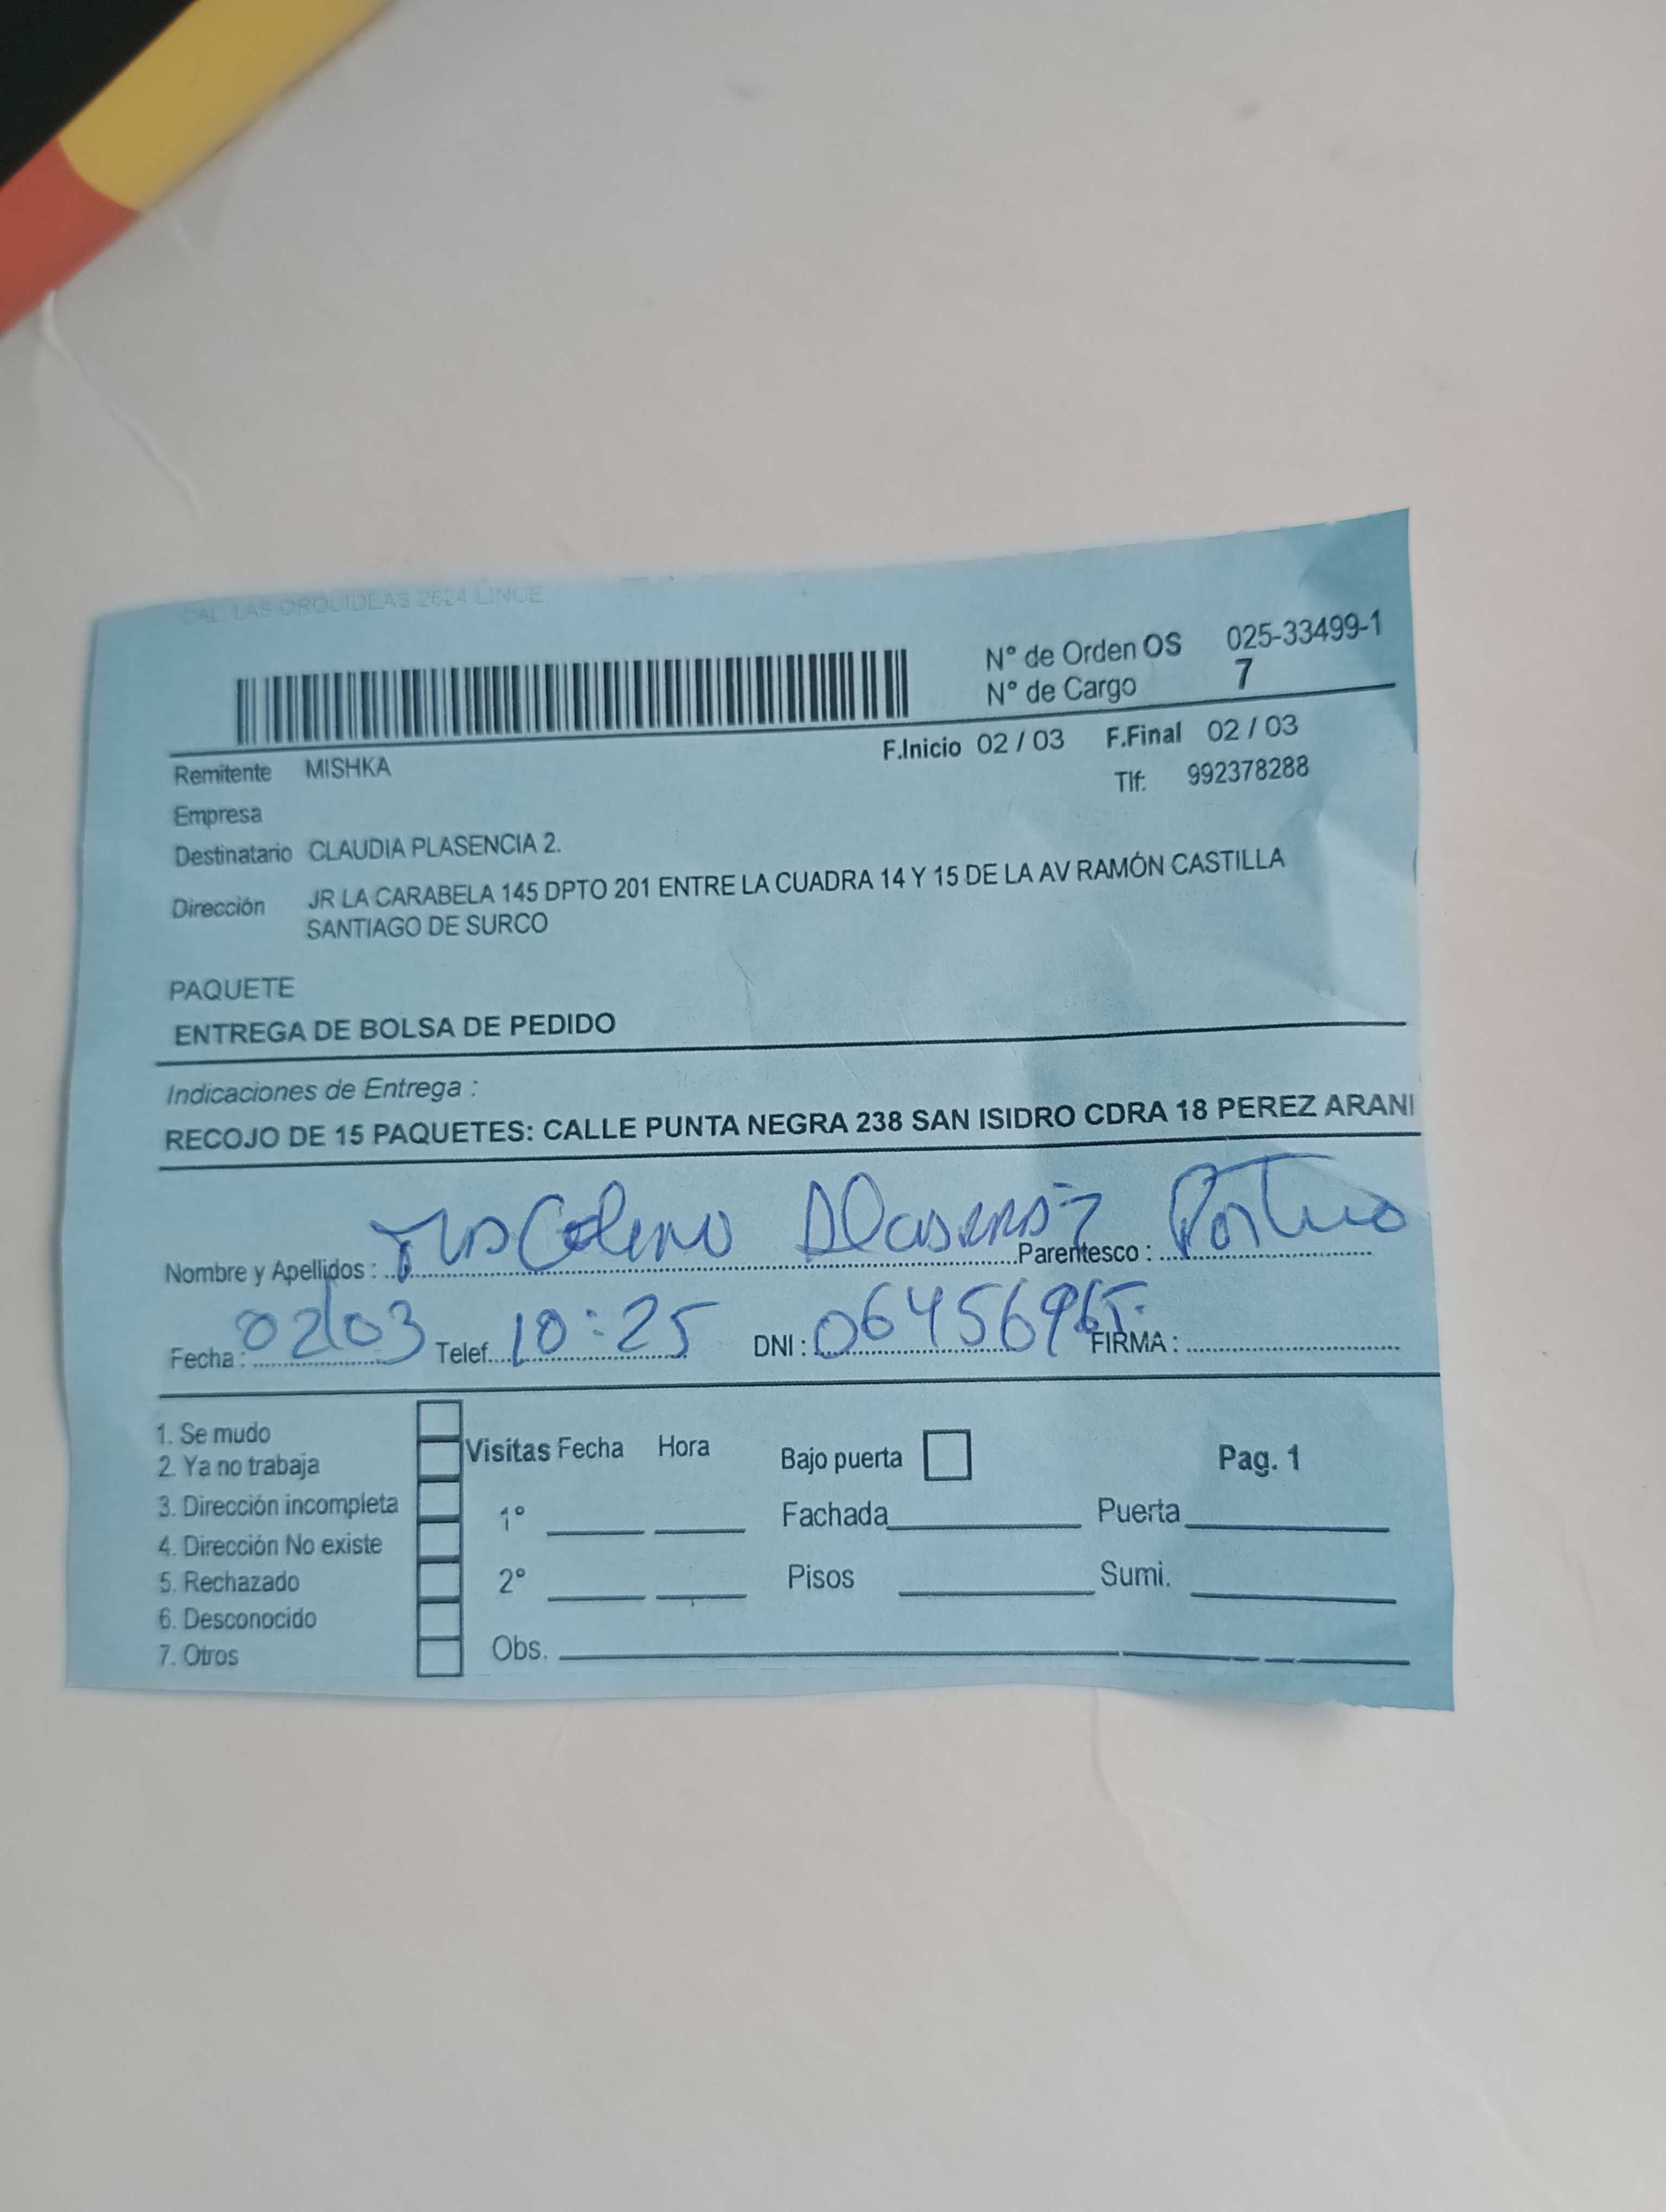 CAL. LAS ORQUIDEAS 2624 LINCE
N° de Orden OS 025-33499-1
N° de Cargo 7
F.Inicio 02 / 03 F.Final 02 / 03
Remitente MISHKA
Tlf: 992378288
Empresa
Destinatario CLAUDIA PLASENCIA 2.
Dirección JR LA CARABELA 145 DPTO 201 ENTRE LA CUADRA 14 Y 15 DE LA AV RAMÓN CASTILLA
SANTIAGO DE SURCO
PAQUETE
ENTREGA DE BOLSA DE PEDIDO
Indicaciones de Entrega :
RECOJO DE 15 PAQUETES: CALLE PUNTA NEGRA 238 SAN ISIDRO CDRA 18 PEREZ ARANI
Nombre y Apellidos : Parentesco :
Fecha : 02/03 Telef. 10:25 DNI : 06456965. FIRMA :
1. Se mudo
2. Ya no trabaja
3. Dirección incompleta
4. Dirección No existe
5. Rechazado
6. Desconocido
7. Otros
Visitas Fecha Hora
1°
2°
Obs.
Bajo puerta
Fachada
Pisos
Pag. 1
Puerta
Sumi.